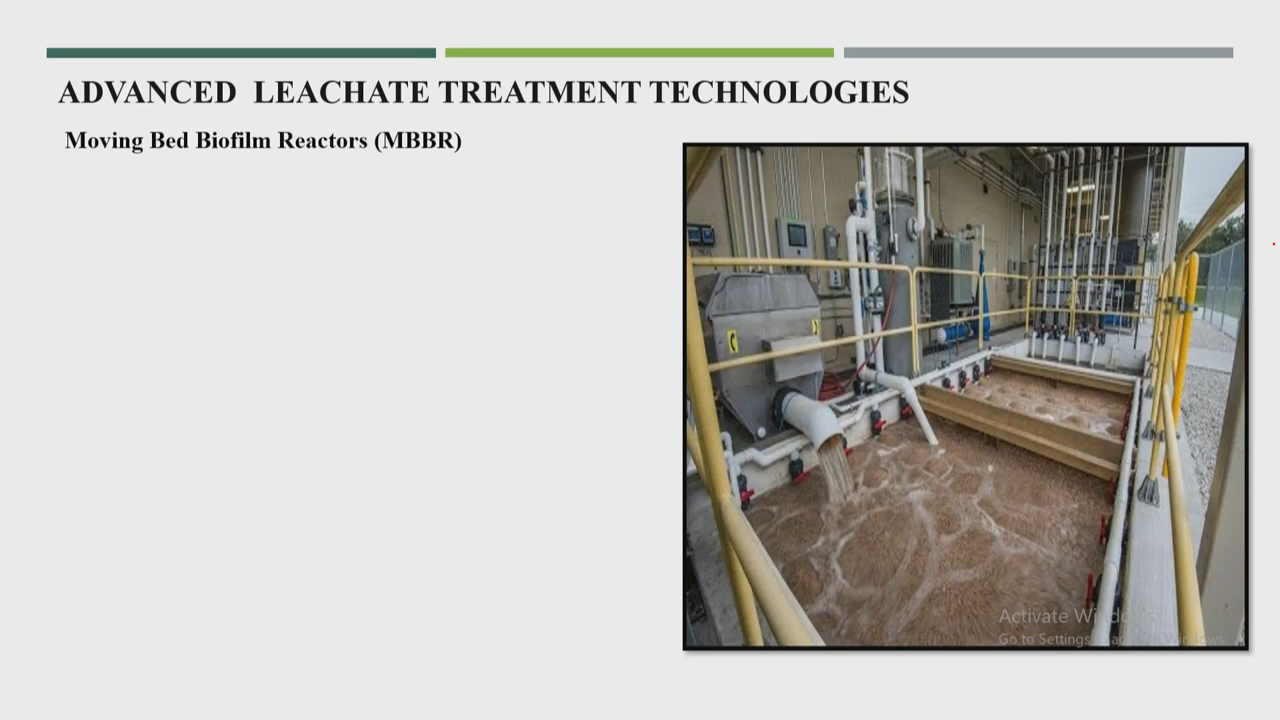 ADVANCED  LEACHATE TREATMENT TECHNOLOGIES
Moving Bed Biofilm Reactors (MBBR)
Activate Windows
Go to Settings to activate Windows.